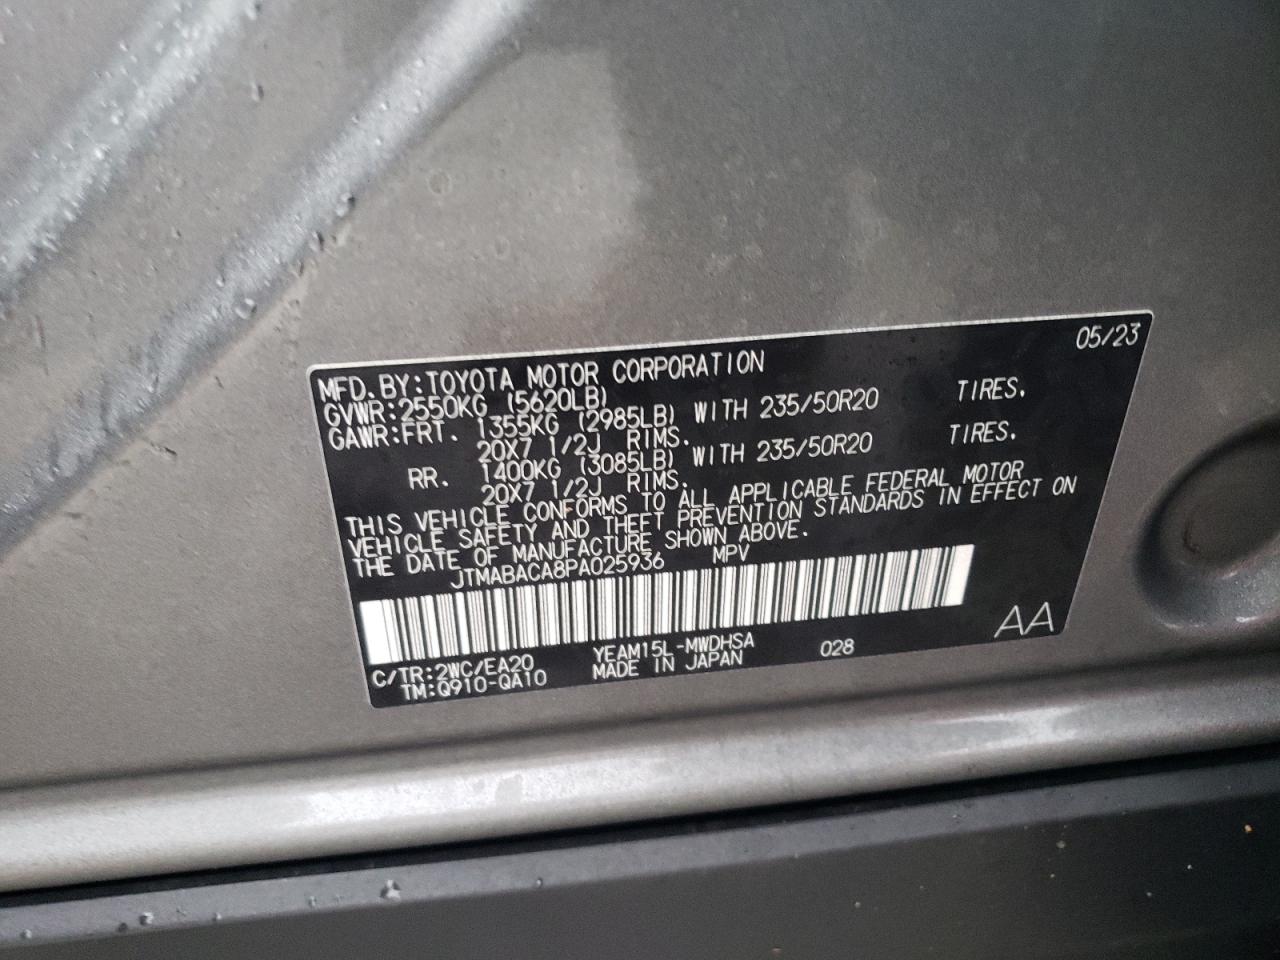 05/23
MFD.BY:TOYOTA MOTOR CORPORATION
GVWR:2550KG (5620LB)
GAWR:FRT. 1355KG (2985LB) WITH 235/50R20 TIRES.
20X7 1/2J RIMS.
RR. 1400KG (3085LB) WITH 235/50R20 TIRES.
20X7 1/2J RIMS.
THIS VEHICLE CONFORMS TO ALL APPLICABLE FEDERAL MOTOR
VEHICLE SAFETY AND THEFT PREVENTION STANDARDS IN EFFECT ON
THE DATE OF MANUFACTURE SHOWN ABOVE.
JTMABACA8PA025936 MPV
C/TR:2WC/EA20 YEAM15L-MWDHSA 028 AA
TM:Q910-QA10 MADE IN JAPAN